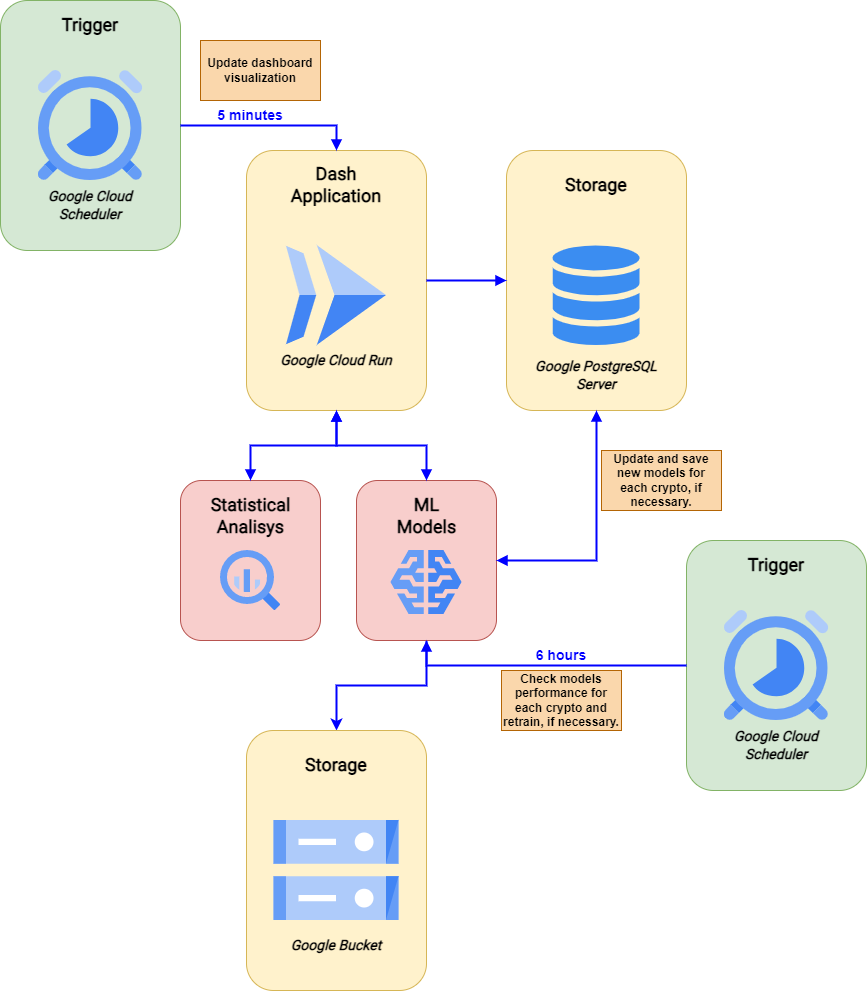 Trigger
Google Cloud
Scheduler
Update dashboard
visualization
5 minutes
Dash
Application
Google Cloud Run
Storage
Google PostgreSQL
Server
Update and save
new models for
each crypto, if
necessary.
Statistical
Analisys
ML
Models
Trigger
Google Cloud
Scheduler
6 hours
Check models
performance for
each crypto and
retrain, if necessary.
Storage
Google Bucket